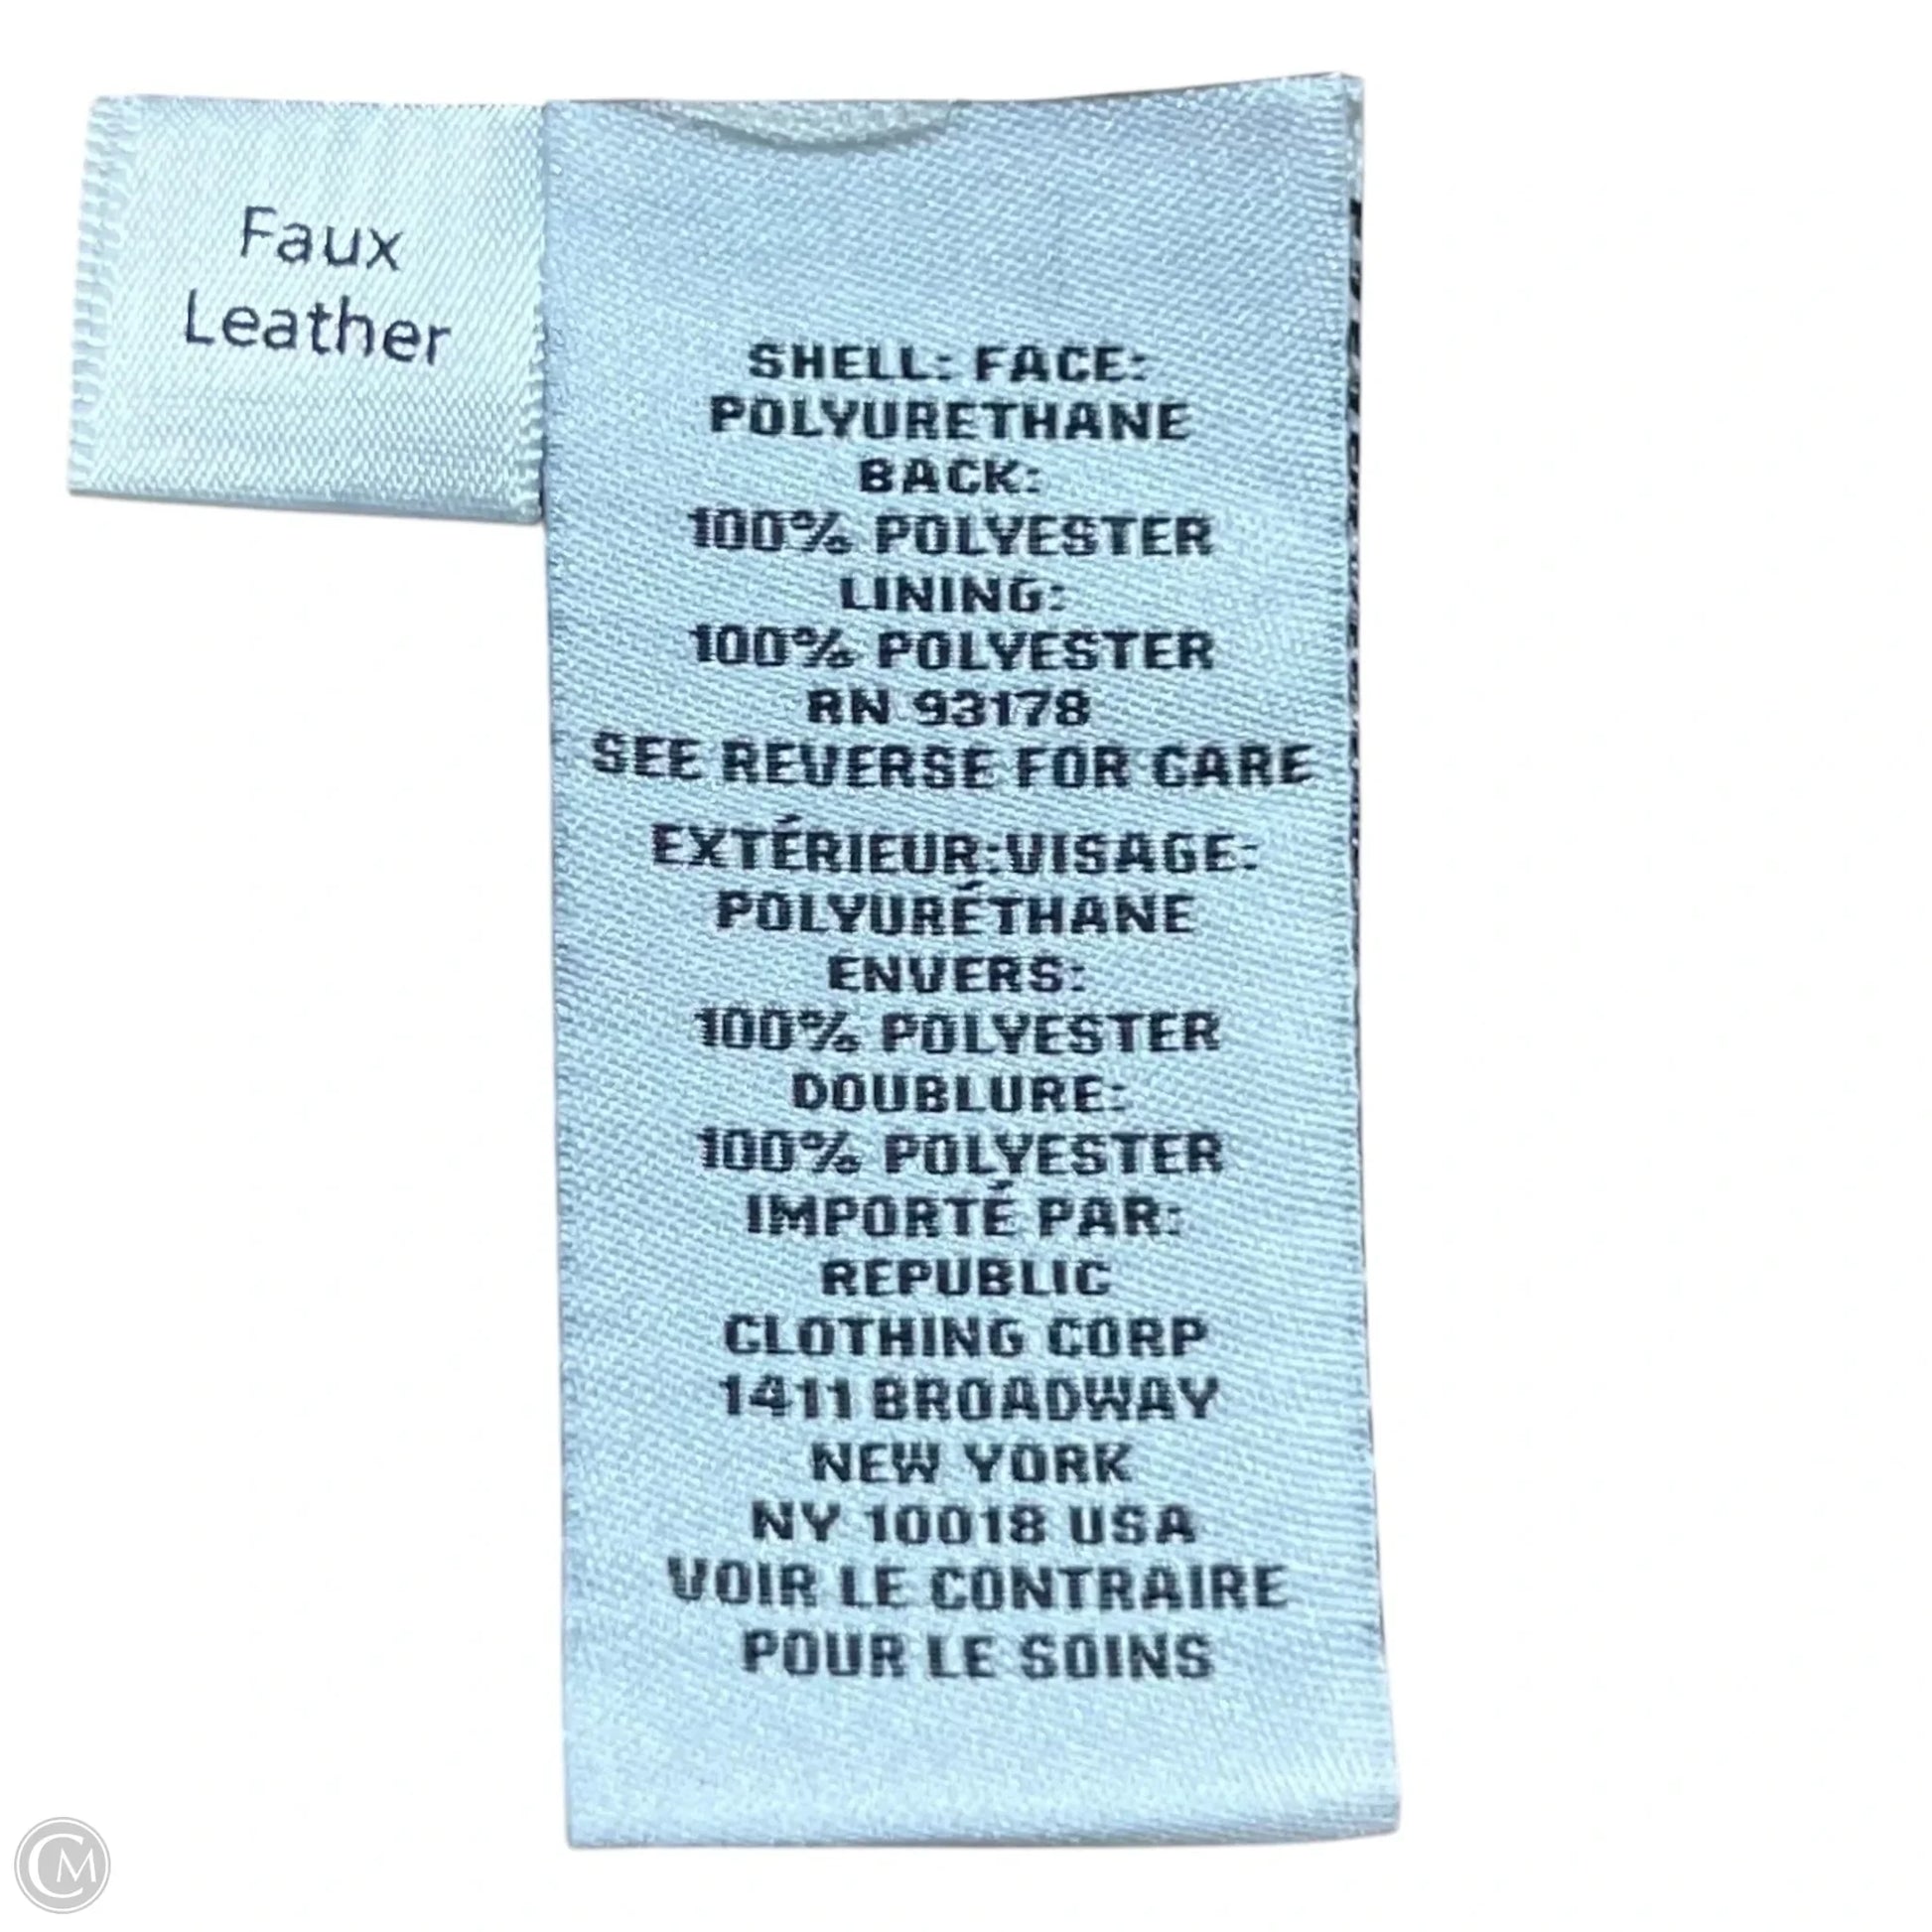 Faux
Leather
SHELL: FACE:
POLYURETHANE
BACK:
100% POLYESTER
LINING:
100% POLYESTER
RN 93178
SEE REVERSE FOR CARE
EXTÉRIEUR:VISAGE:
POLYURÉTHANE
ENVERS:
100% POLYESTER
DOUBLURE:
100% POLYESTER
IMPORTÉ PAR:
REPUBLIC
CLOTHING CORP
1411 BROADWAY
NEW YORK
NY 10018 USA
VOIR LE CONTRAIRE
POUR LE SOINS
CM